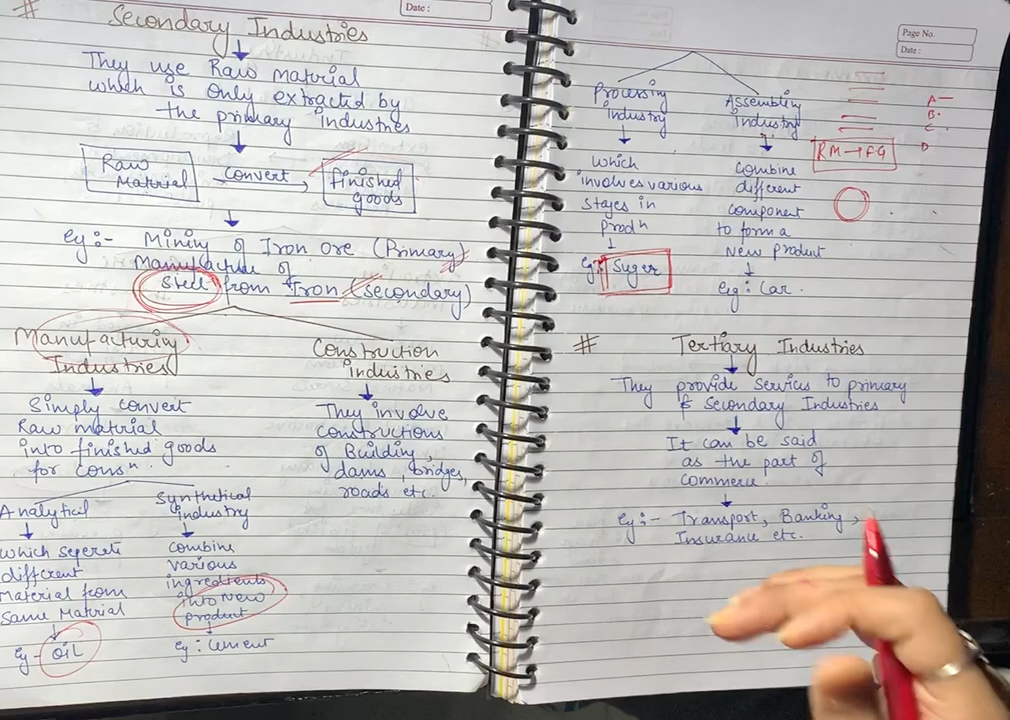 #
Secondary Industries
Date :
They use Raw Material
which is only extracted by
the primary Industries
Raw
Material
Convert
finished
goods
Eg :- Mining of Iron ore (Primary)
Manufacture of
Steel from Iron (Secondary)
Manufacturing
Industries
Simply convert
Raw material
into finished goods
for consn.
Analytical
which seperate
different
Material from
Same Material
Eg - OiL
Synthetical
industry
combine
various
ingredients
into New
product
Eg : Cement
Construction
industries
They involve
constructions
of Building,
dams, bridges,
roads etc.
Page No.
Date :
Processing
industry
which
involves various
stages in
prodn
Eg: Suger
Assembling
industry
Combine
different
component
to form a
New product
Eg : Car.
RM → FG
A
B
C
D
#
Tertiary Industries
They provide Services to primary
& Secondary Industries
It can be said
as the part of
commerce.
Eg :- Transport, Banking,
Insurance etc.